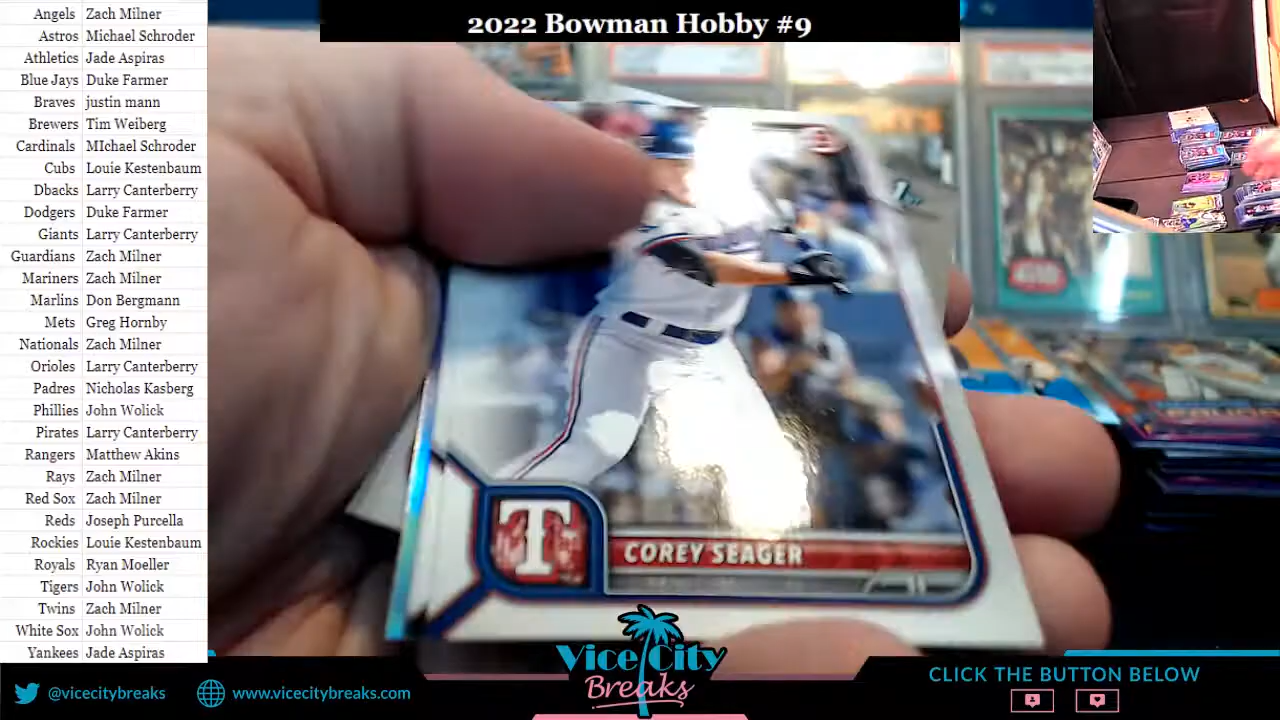 2022 Bowman Hobby #9
Angels Zach Milner
Astros Michael Schroder
Athletics Jade Aspiras
Blue Jays Duke Farmer
Braves justin mann
Brewers Tim Weiberg
Cardinals MIchael Schroder
Cubs Louie Kestenbaum
Dbacks Larry Canterberry
Dodgers Duke Farmer
Giants Larry Canterberry
Guardians Zach Milner
Mariners Zach Milner
Marlins Don Bergmann
Mets Greg Hornby
Nationals Zach Milner
Orioles Larry Canterberry
Padres Nicholas Kasberg
Phillies John Wolick
Pirates Larry Canterberry
Rangers Matthew Akins
Rays Zach Milner
Red Sox Zach Milner
Reds Joseph Purcella
Rockies Louie Kestenbaum
Royals Ryan Moeller
Tigers John Wolick
Twins Zach Milner
White Sox John Wolick
Yankees Jade Aspiras
T
COREY SEAGER
Vice City
Breaks
@vicecitybreaks
www.vicecitybreaks.com
CLICK THE BUTTON BELOW